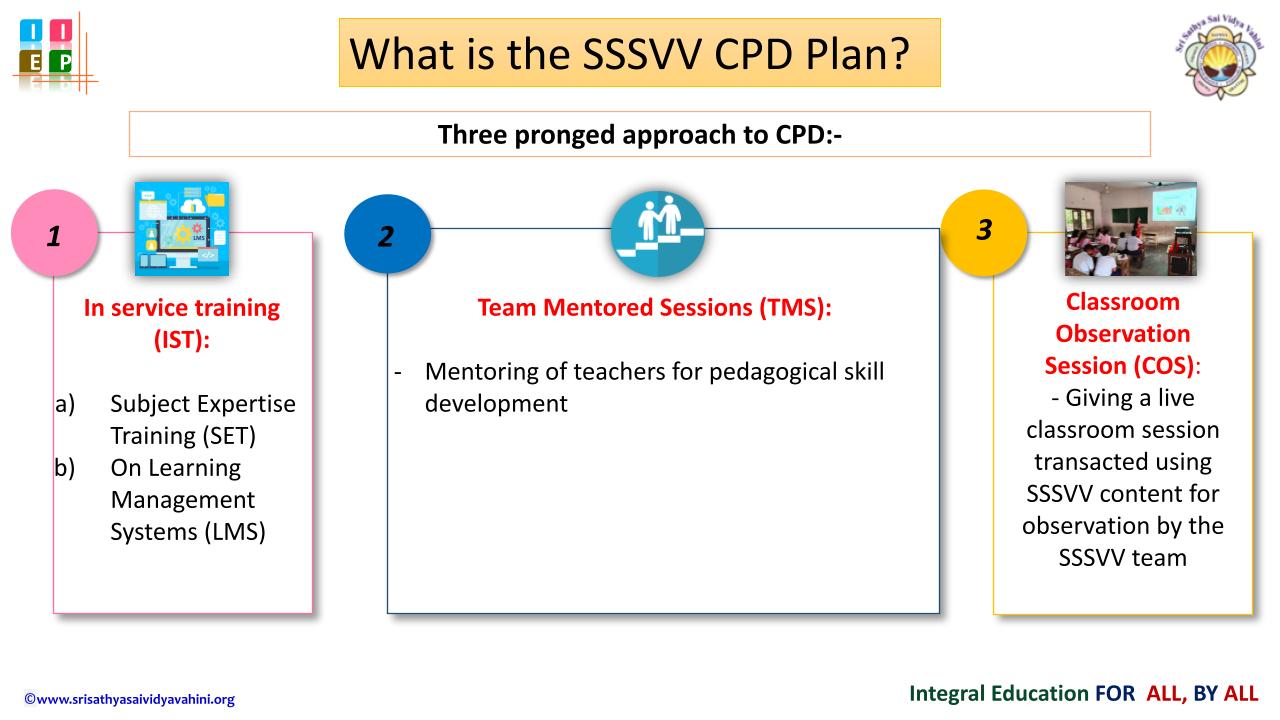 I I
E P
What is the SSSVV CPD Plan?
Sri Sathya Sai Vidya Vahini
Three pronged approach to CPD:-
1
LMS
In service training
(IST):
a) Subject Expertise
Training (SET)
b) On Learning
Management
Systems (LMS)
2
Team Mentored Sessions (TMS):
- Mentoring of teachers for pedagogical skill
development
3
Classroom
Observation
Session (COS):
- Giving a live
classroom session
transacted using
SSSVV content for
observation by the
SSSVV team
©www.srisathyasaividyavahini.org
Integral Education FOR ALL, BY ALL